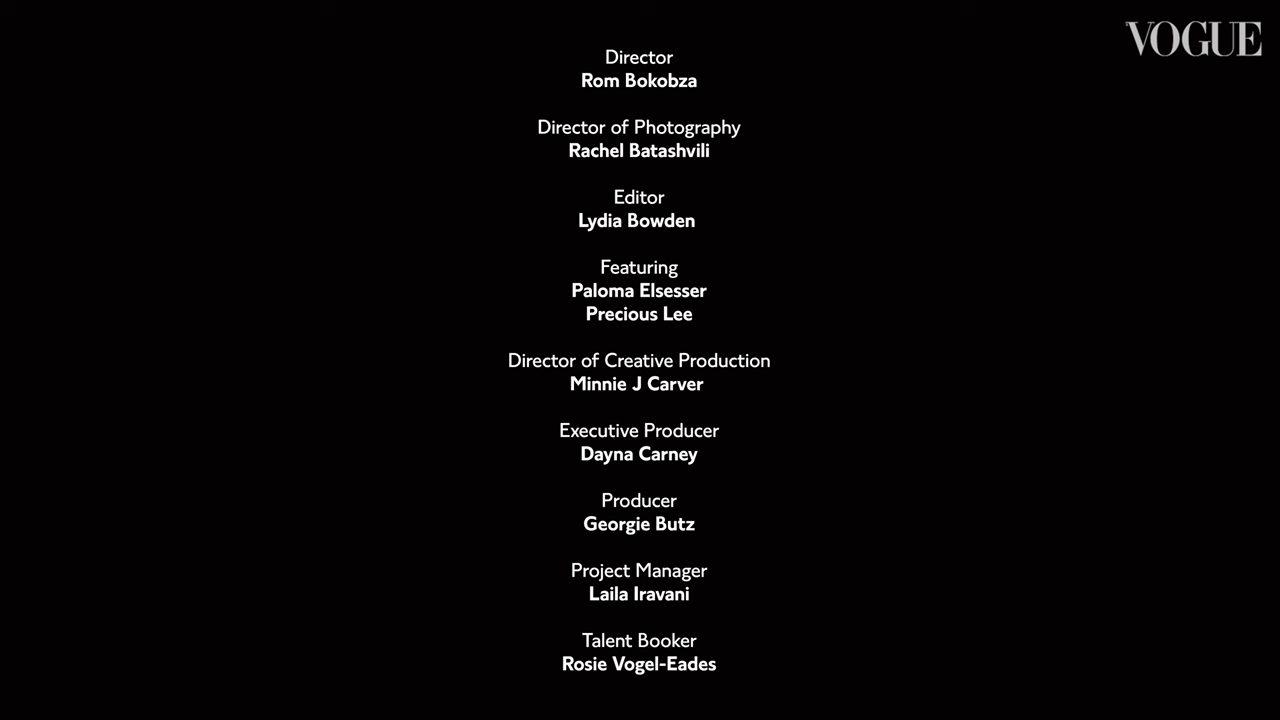 VOGUE
Director
Rom Bokobza
Director of Photography
Rachel Batashvili
Editor
Lydia Bowden
Featuring
Paloma Elsesser
Precious Lee
Director of Creative Production
Minnie J Carver
Executive Producer
Dayna Carney
Producer
Georgie Butz
Project Manager
Laila Iravani
Talent Booker
Rosie Vogel-Eades